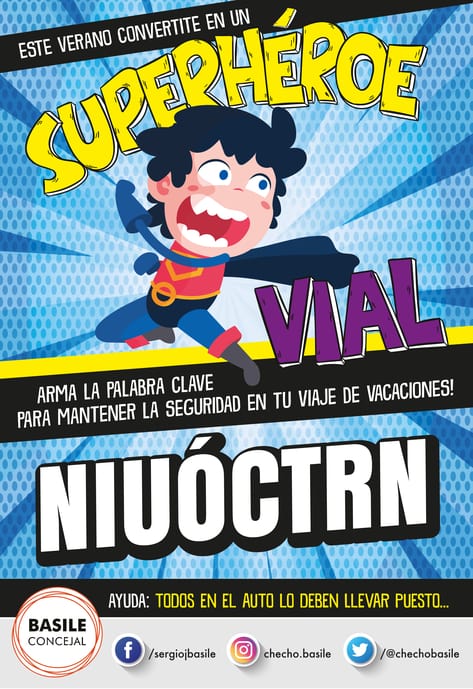 ESTE VERANO CONVERTITE EN UN
SUPERHÉROE
VIAL
ARMA LA PALABRA CLAVE
PARA MANTENER LA SEGURIDAD EN TU VIAJE DE VACACIONES!
NIUÓCTRN
AYUDA: TODOS EN EL AUTO LO DEBEN LLEVAR PUESTO...
BASILE
CONCEJAL
/sergiojbasile
checho.basile
/@chechobasile